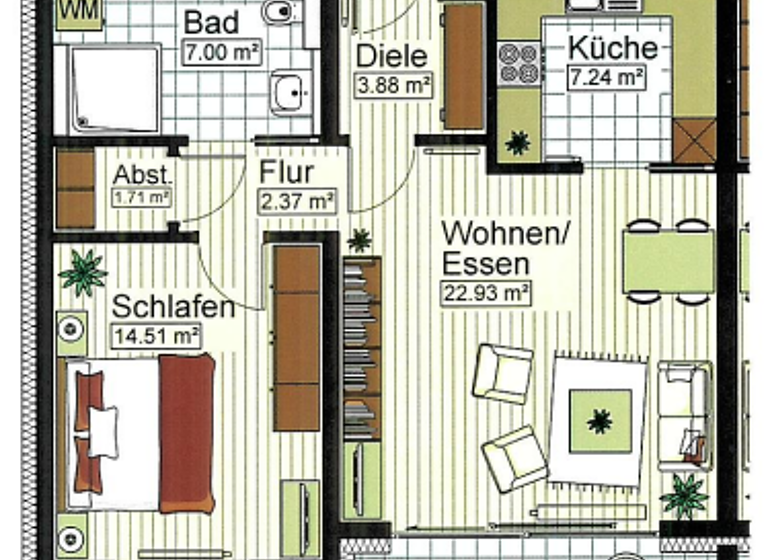 WM
Bad
7.00 m²
Diele
3.88 m²
Küche
7.24 m²
Abst.
1.71 m²
Flur
2.37 m²
Wohnen/
Essen
22.93 m²
Schlafen
14.51 m²